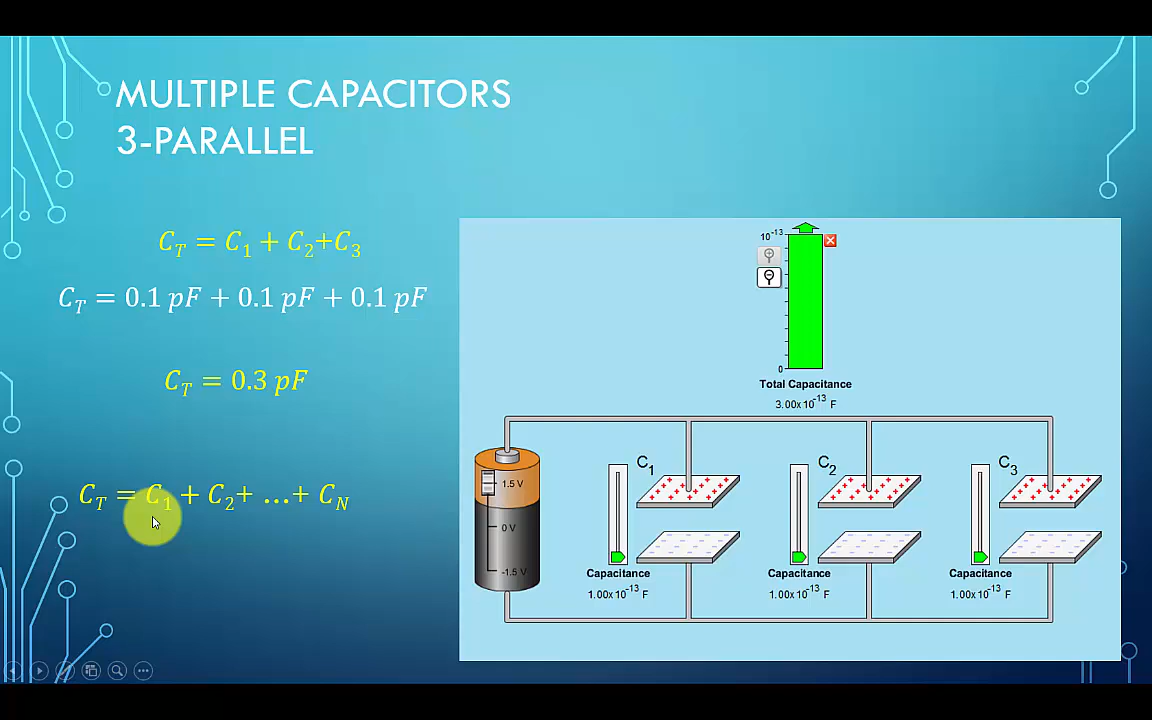 MULTIPLE CAPACITORS
3-PARALLEL
C_T = C_1 + C_2+C_3
C_T = 0.1 pF + 0.1 pF + 0.1 pF
C_T = 0.3 pF
C_T = C_1 + C_2+ …+ C_N
10^-13
0
Total Capacitance
3.00x10^-13 F
1.5 V
0 V
-1.5 V
C_1
Capacitance
1.00x10^-13 F
C_2
Capacitance
1.00x10^-13 F
C_3
Capacitance
1.00x10^-13 F